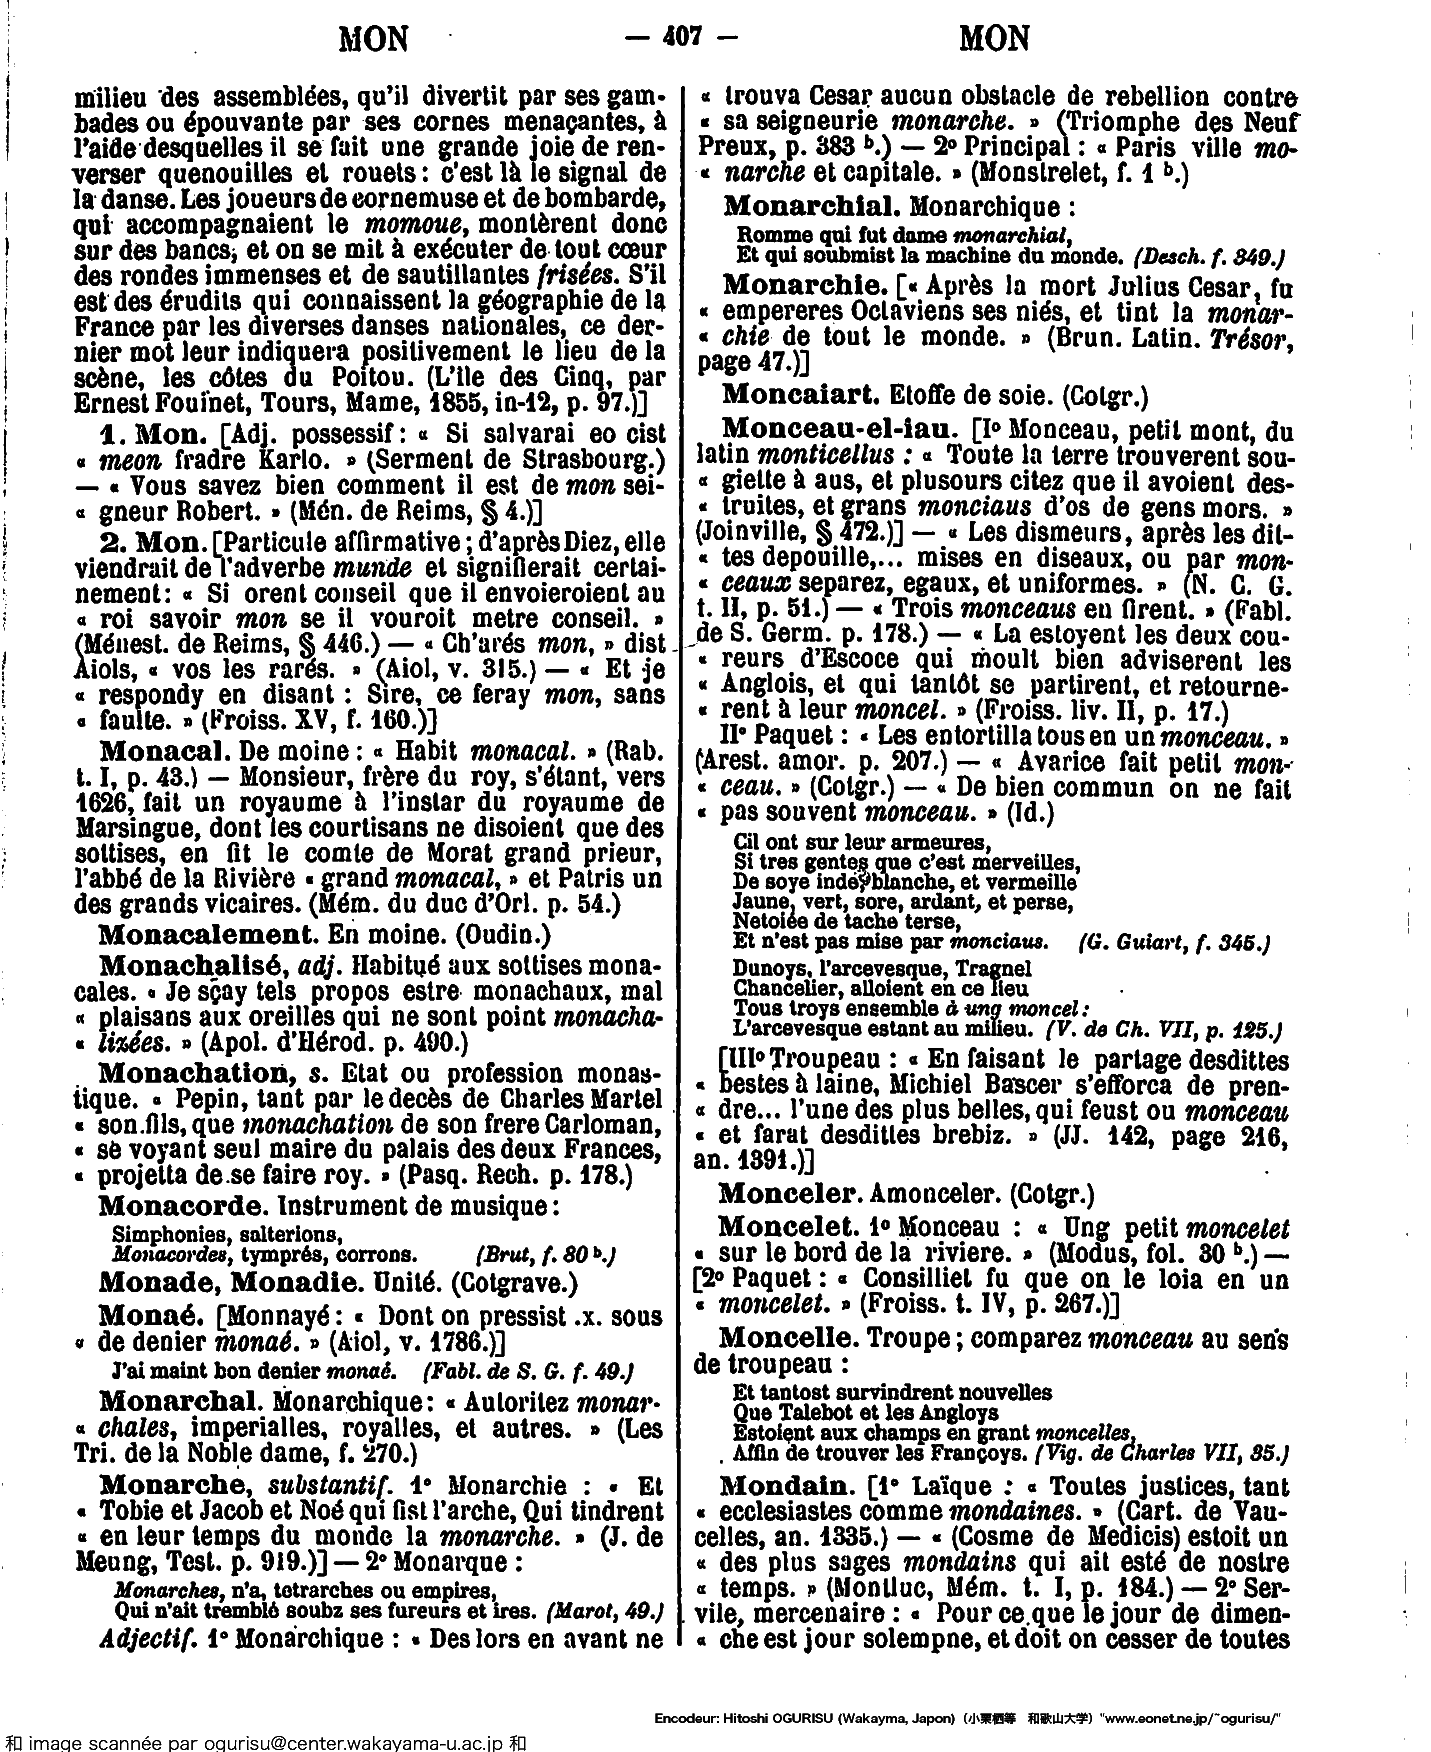 MON — 407 — MON
milieu des assemblées, qu'il divertit par ses gam-
bades ou épouvante par ses cornes menaçantes, à
l'aide desquelles il se fait une grande joie de ren-
verser quenouilles et rouets : c'est là le signal de
la danse. Les joueurs de cornemuse et de bombarde,
qui accompagnaient le momoue, montèrent donc
sur des bancs, et on se mit à exécuter de tout cœur
des rondes immenses et de sautillantes frisées. S'il
est des érudits qui connaissent la géographie de la
France par les diverses danses nationales, ce der-
nier mot leur indiquera positivement le lieu de la
scène, les côtes du Poitou. (L'île des Cinq, par
Ernest Fouinet, Tours, Mame, 1855, in-12, p. 97.)]
1. Mon. [Adj. possessif : « Si salvarai eo cist
« meon fradre Karlo. » (Serment de Strasbourg.)
— « Vous savez bien comment il est de mon sei-
« gneur Robert. » (Mén. de Reims, § 4.)]
2. Mon. [Particule affirmative ; d'après Diez, elle
viendrait de l'adverbe munde et signifierait certai-
nement : « Si orent conseil que il envoieroient au
« roi savoir mon se il vouroit metre conseil. »
(Ménest. de Reims, § 446.) — « Ch'arés mon, » dist
Aiols, « vos les rarés. » (Aiol, v. 315.) — « Et je
« respondy en disant : Sire, ce feray mon, sans
« faulte. » (Froiss. XV, f. 160.)]
Monacal. De moine : « Habit monacal. » (Rab.
t. I, p. 43.) — Monsieur, frère du roy, s'étant, vers
1626, fait un royaume à l'instar du royaume de
Marsingue, dont les courtisans ne disoient que des
sottises, en fit le comte de Morat grand prieur,
l'abbé de la Rivière « grand monacal, » et Patris un
des grands vicaires. (Mém. du duc d'Orl. p. 54.)
Monacalement. En moine. (Oudin.)
Monachalisé, adj. Habitué aux sottises mona-
cales. « Je sçay tels propos estre monachaux, mal
« plaisans aux oreilles qui ne sont point monacha-
« lizées. » (Apol. d'Hérod. p. 490.)
Monachation, s. Etat ou profession monas-
tique. « Pepin, tant par le decès de Charles Martel
« son fils, que monachation de son frere Carloman,
« se voyant seul maire du palais des deux Frances,
« projetta de se faire roy. » (Pasq. Rech. p. 178.)
Monacorde. Instrument de musique :
Simphonies, salterions,
Monacordes, tymprés, corrons. (Brut, f. 80 b.)
Monade, Monadie. Unité. (Cotgrave.)
Monaé. [Monnayé : « Dont on pressist .x. sous
« de denier monaé. » (Aiol, v. 1786.)]
J'ai maint bon denier monaé. (Fabl. de S. G. f. 49.)
Monarchal. Monarchique : « Autoritez monar-
« chales, imperialles, royalles, et autres. » (Les
Tri. de la Noble dame, f. 270.)
Monarche, substantif. 1° Monarchie : « Et
« Tobie et Jacob et Noé qui fist l'arche, Qui tindrent
« en leur temps du monde la monarche. » (J. de
Meung, Test. p. 919.)] — 2° Monarque :
Monarches, n'a, tetrarches ou empires,
Qui n'ait tremblé soubz ses fureurs et ires. (Marot, 49.)
Adjectif. 1° Monarchique : « Des lors en avant ne
« trouva Cesar aucun obstacle de rebellion contre
« sa seigneurie monarche. » (Triomphe des Neuf
Preux, p. 383 b.) — 2° Principal : « Paris ville mo-
« narche et capitale. » (Monstrelet, f. 1 b.)
Monarchial. Monarchique :
Romme qui fut dame monarchial,
Et qui soubmist la machine du monde. (Desch. f. 349.)
Monarchie. [« Après la mort Julius Cesar, fu
« empereres Octaviens ses niés, et tint la monar-
« chie de tout le monde. » (Brun. Latin. Trésor,
page 47.)]
Moncaiart. Etoffe de soie. (Cotgr.)
Monceau-el-iau. [I° Monceau, petit mont, du
latin monticellus : « Toute la terre trouverent sou-
« giette à aus, et plusours citez que il avoient des-
« truites, et grans monciaus d'os de gens mors. »
(Joinville, § 472.)] — « Les dismeurs, après les dit-
« tes depouille,... mises en diseaux, ou par mon-
« ceaux separez, egaux, et uniformes. » (N. C. G.
t. II, p. 51.) — « Trois monceaus en firent. » (Fabl.
de S. Germ. p. 178.) — « La estoyent les deux cou-
« reurs d'Escoce qui moult bien adviserent les
« Anglois, et qui tantôt se partirent, et retourne-
« rent à leur moncel. » (Froiss. liv. II, p. 17.)
II° Paquet : « Les entortilla tous en un monceau. »
(Arest. amor. p. 207.) — « Avarice fait petit mon-
« ceau. » (Cotgr.) — « De bien commun on ne fait
« pas souvent monceau. » (Id.)
Cil ont sur leur armeures,
Si tres gentes que c'est merveilles,
De soye inde, blanche, et vermeille
Jaune, vert, sore, ardant, et perse,
Netoiée de tache terse,
Et n'est pas mise par monciaus. (G. Guiart, f. 345.)
Dunoys, l'arcevesque, Tragnel
Chancelier, alloient en ce lieu
Tous troys ensemble à ung moncel :
L'arcevesque estant au milieu. (V. de Ch. VII, p. 125.)
[III° Troupeau : « En faisant le partage desdittes
« bestes à laine, Michiel Bascer s'efforca de pren-
« dre... l'une des plus belles, qui feust ou monceau
« et farat desdittes brebiz. » (JJ. 142, page 216,
an. 1391.)]
Monceler. Amonceler. (Cotgr.)
Moncelet. 1° Monceau : « Ung petit moncelet
« sur le bord de la riviere. » (Modus, fol. 30 b.) —
[2° Paquet : « Consilliet fu que on le loia en un
« moncelet. » (Froiss. t. IV, p. 267.)]
Moncelle. Troupe ; comparez monceau au sens
de troupeau :
Et tantost survindrent nouvelles
Que Talebot et les Angloys
Estoient aux champs en grant moncelles,
Affin de trouver les Françoys. (Vig. de Charles VII, 35.)
Mondain. [1° Laïque : « Toutes justices, tant
« ecclesiastes comme mondaines. » (Cart. de Vau-
celles, an. 1335.) — « (Cosme de Medicis) estoit un
« des plus sages mondains qui ait esté de nostre
« temps. » (Montluc, Mém. t. I, p. 184.) — 2° Ser-
vile, mercenaire : « Pour ce que le jour de dimen-
« che est jour solempne, et doit on cesser de toutes
Encodeur: Hitoshi OGURISU (Wakayma, Japon) (小栗栖等 和歌山大学) "www.eonet.ne.jp/~ogurisu/"
和 image scannée par ogurisu@center.wakayama-u.ac.jp 和